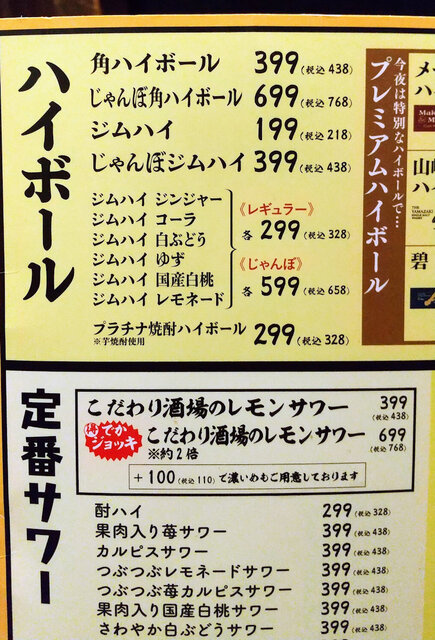 ハイボール
角ハイボール 399(税込 438)
じゃんぼ角ハイボール 699(税込 768)
ジムハイ 199(税込 218)
じゃんぼジムハイ 399(税込 438)
ジムハイ ジンジャー
ジムハイ コーラ
ジムハイ 白ぶどう
ジムハイ ゆず
ジムハイ 国産白桃
ジムハイ レモネード
《レギュラー》
各 299(税込 328)
《じゃんぼ》
各 599(税込 658)
プラチナ焼酎ハイボール 299(税込 328)
※芋焼酎使用
今夜は特別なハイボールで…
プレミアムハイボール
メー
ハ
山崎
ハイ
THE YAMAZAKI
碧
定番サワー
こだわり酒場のレモンサワー 399(税込 438)
得 でか ジョッキ
こだわり酒場のレモンサワー 699(税込 768)
※約2倍
+100(税込 110)で濃いめもご用意しております
酎ハイ 299(税込 328)
果肉入り苺サワー 399(税込 438)
カルピスサワー 399(税込 438)
つぶつぶレモネードサワー 399(税込 438)
つぶつぶ苺カルピスサワー 399(税込 438)
果肉入り国産白桃サワー 399(税込 438)
さわやか白ぶどうサワー 399(税込 438)